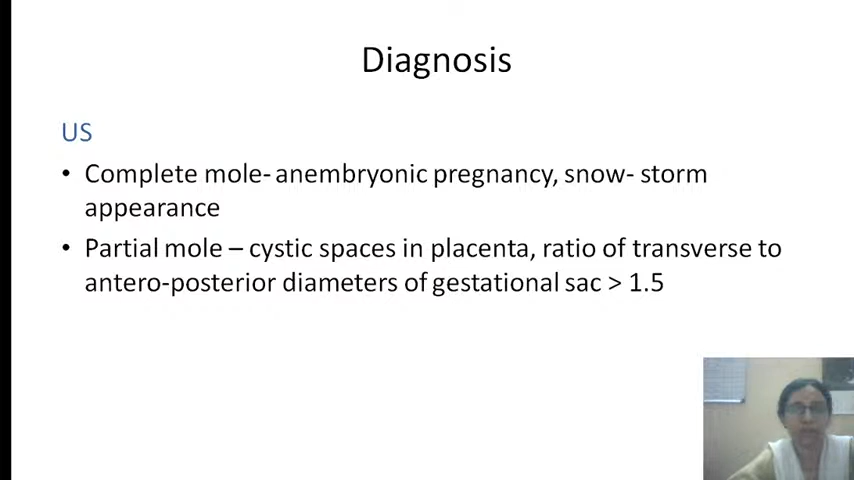 Diagnosis
US
• Complete mole- anembryonic pregnancy, snow- storm
appearance
• Partial mole – cystic spaces in placenta, ratio of transverse to
antero-posterior diameters of gestational sac > 1.5